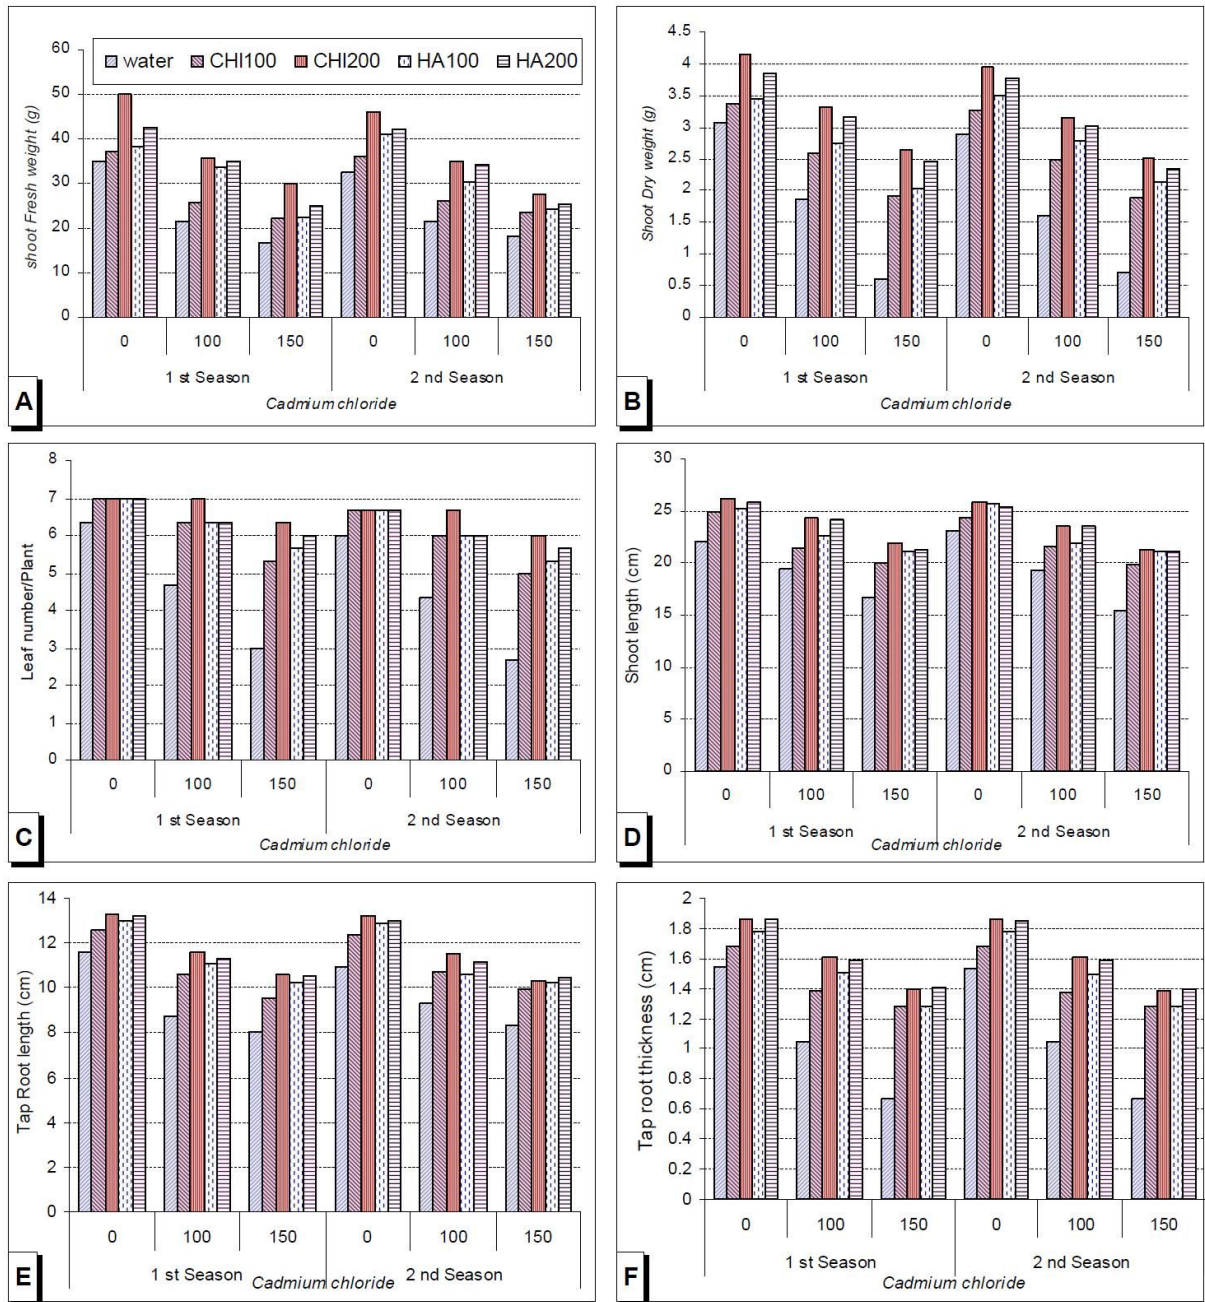 60
50
40
30
20
10
0
shoot Fresh weight (g)
water CHI100 CHI200 HA100 HA200
0 100 150 0 100 150
1 st Season 2 nd Season
Cadmium chloride
A
4.5
4
3.5
3
2.5
2
1.5
1
0.5
0
Shoot Dry weight (g)
0 100 150 0 100 150
1 st Season 2 nd Season
Cadmium chloride
B
8
7
6
5
4
3
2
1
0
Leaf number/Plant
0 100 150 0 100 150
1 st Season 2 nd Season
Cadmium chloride
C
30
25
20
15
10
5
0
Shoot length (cm)
0 100 150 0 100 150
1 st Season 2 nd Season
Cadmium chloride
D
14
12
10
8
6
4
2
0
Tap Root length (cm)
0 100 150 0 100 150
1 st Season 2 nd Season
Cadmium chloride
E
2
1.8
1.6
1.4
1.2
1
0.8
0.6
0.4
0.2
0
Tap root thickness (cm)
0 100 150 0 100 150
1 st Season 2 nd Season
Cadmium chloride
F